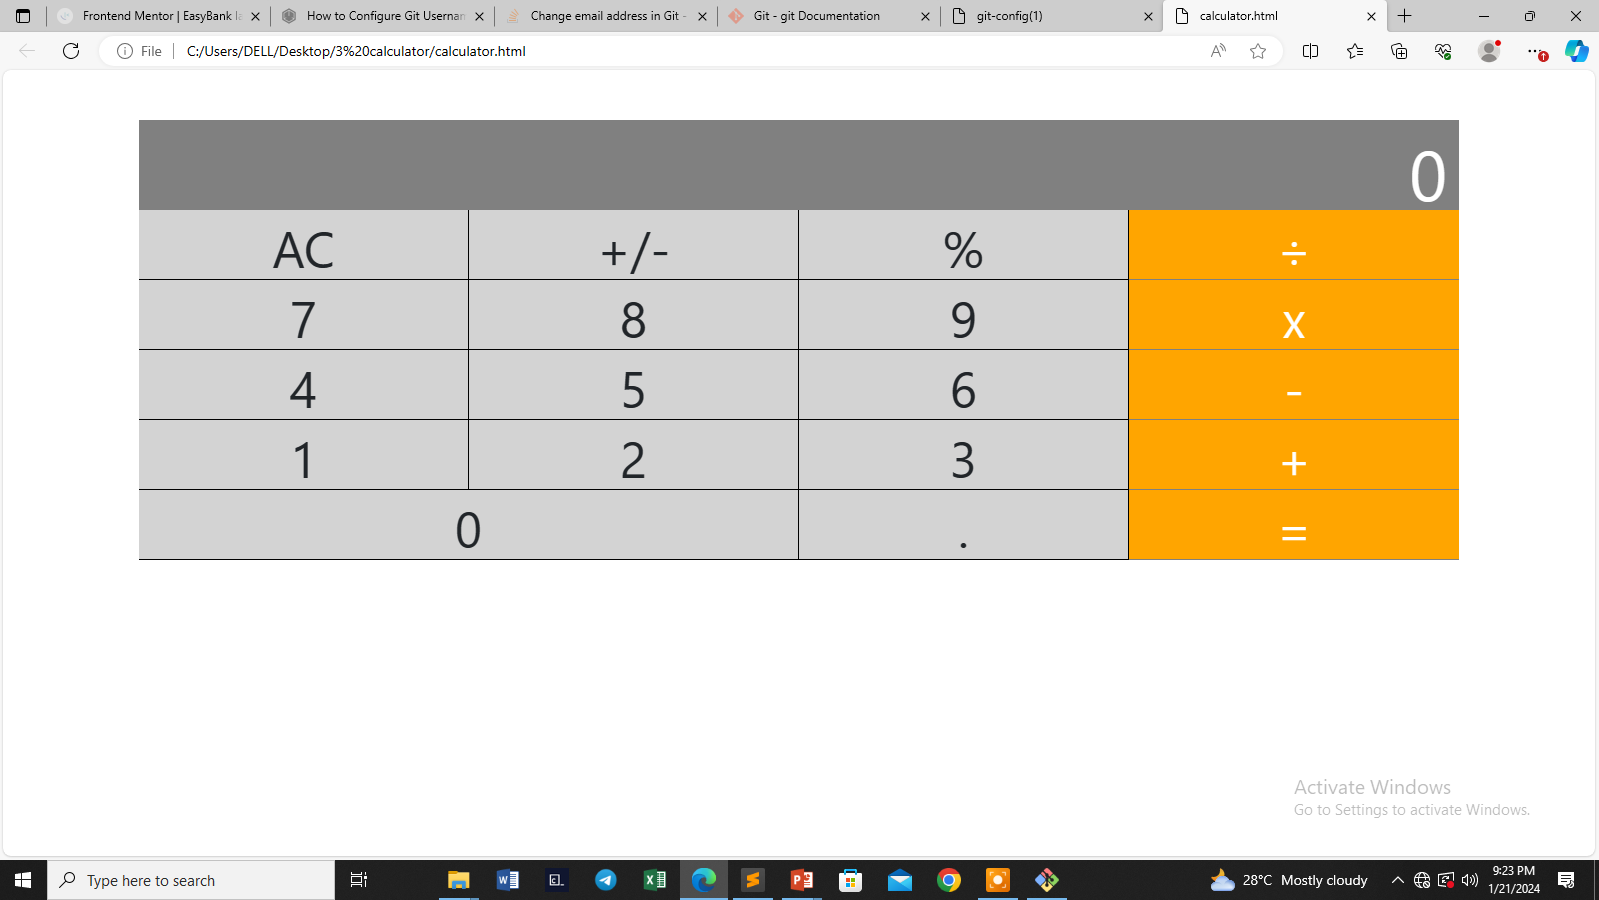 Frontend Mentor | EasyBank la
How to Configure Git Usernam
Change email address in Git -
Git - git Documentation
git-config(1)
calculator.html
File
C:/Users/DELL/Desktop/3%20calculator/calculator.html
0
AC +/- % ÷
7 8 9 x
4 5 6 -
1 2 3 +
0 . =
Activate Windows
Go to Settings to activate Windows.
Type here to search
28°C Mostly cloudy
9:23 PM
1/21/2024